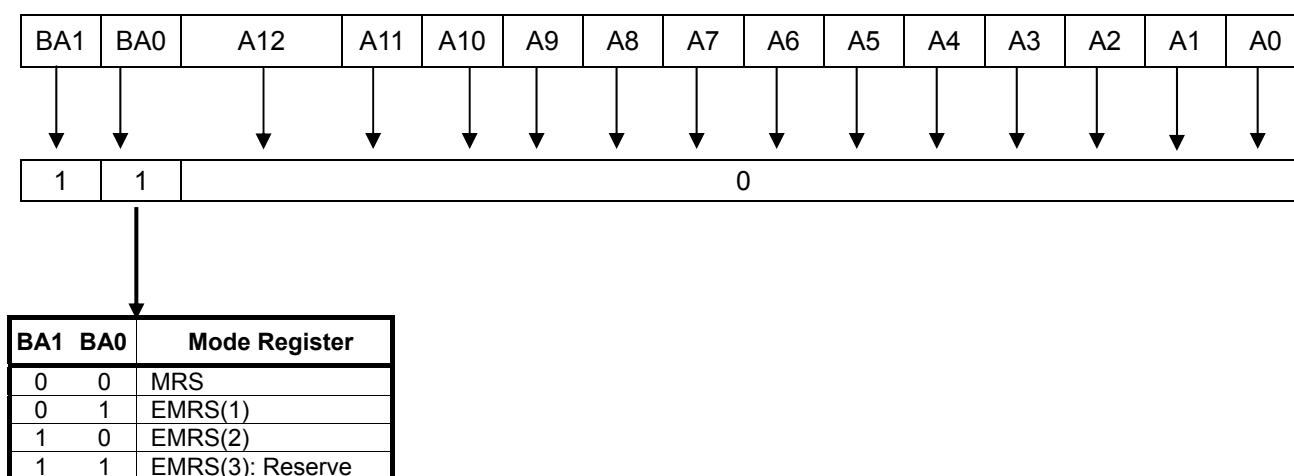 BA1 BA0 A12 A11 A10 A9 A8 A7 A6 A5 A4 A3 A2 A1 A0
1 1 0
BA1 BA0 Mode Register
0 0 MRS
0 1 EMRS(1)
1 0 EMRS(2)
1 1 EMRS(3): Reserve